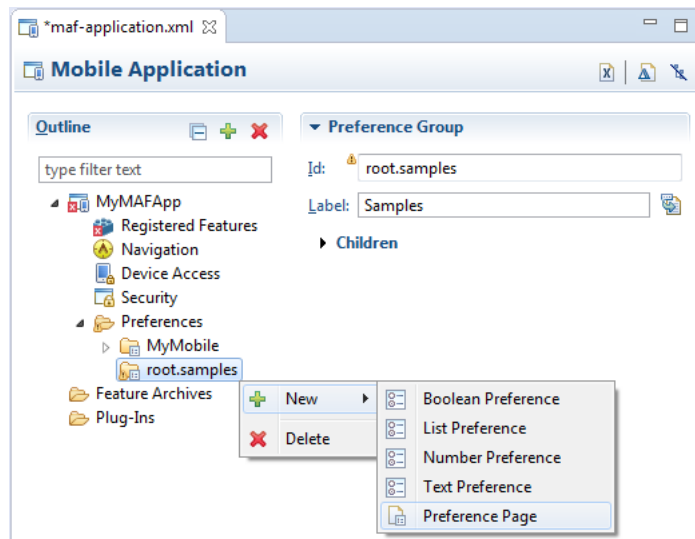 *maf-application.xml
Mobile Application
Outline
type filter text
MyMAFApp
Registered Features
Navigation
Device Access
Security
Preferences
MyMobile
root.samples
Feature Archives
Plug-Ins
Preference Group
Id: root.samples
Label: Samples
Children
New
Delete
Boolean Preference
List Preference
Number Preference
Text Preference
Preference Page